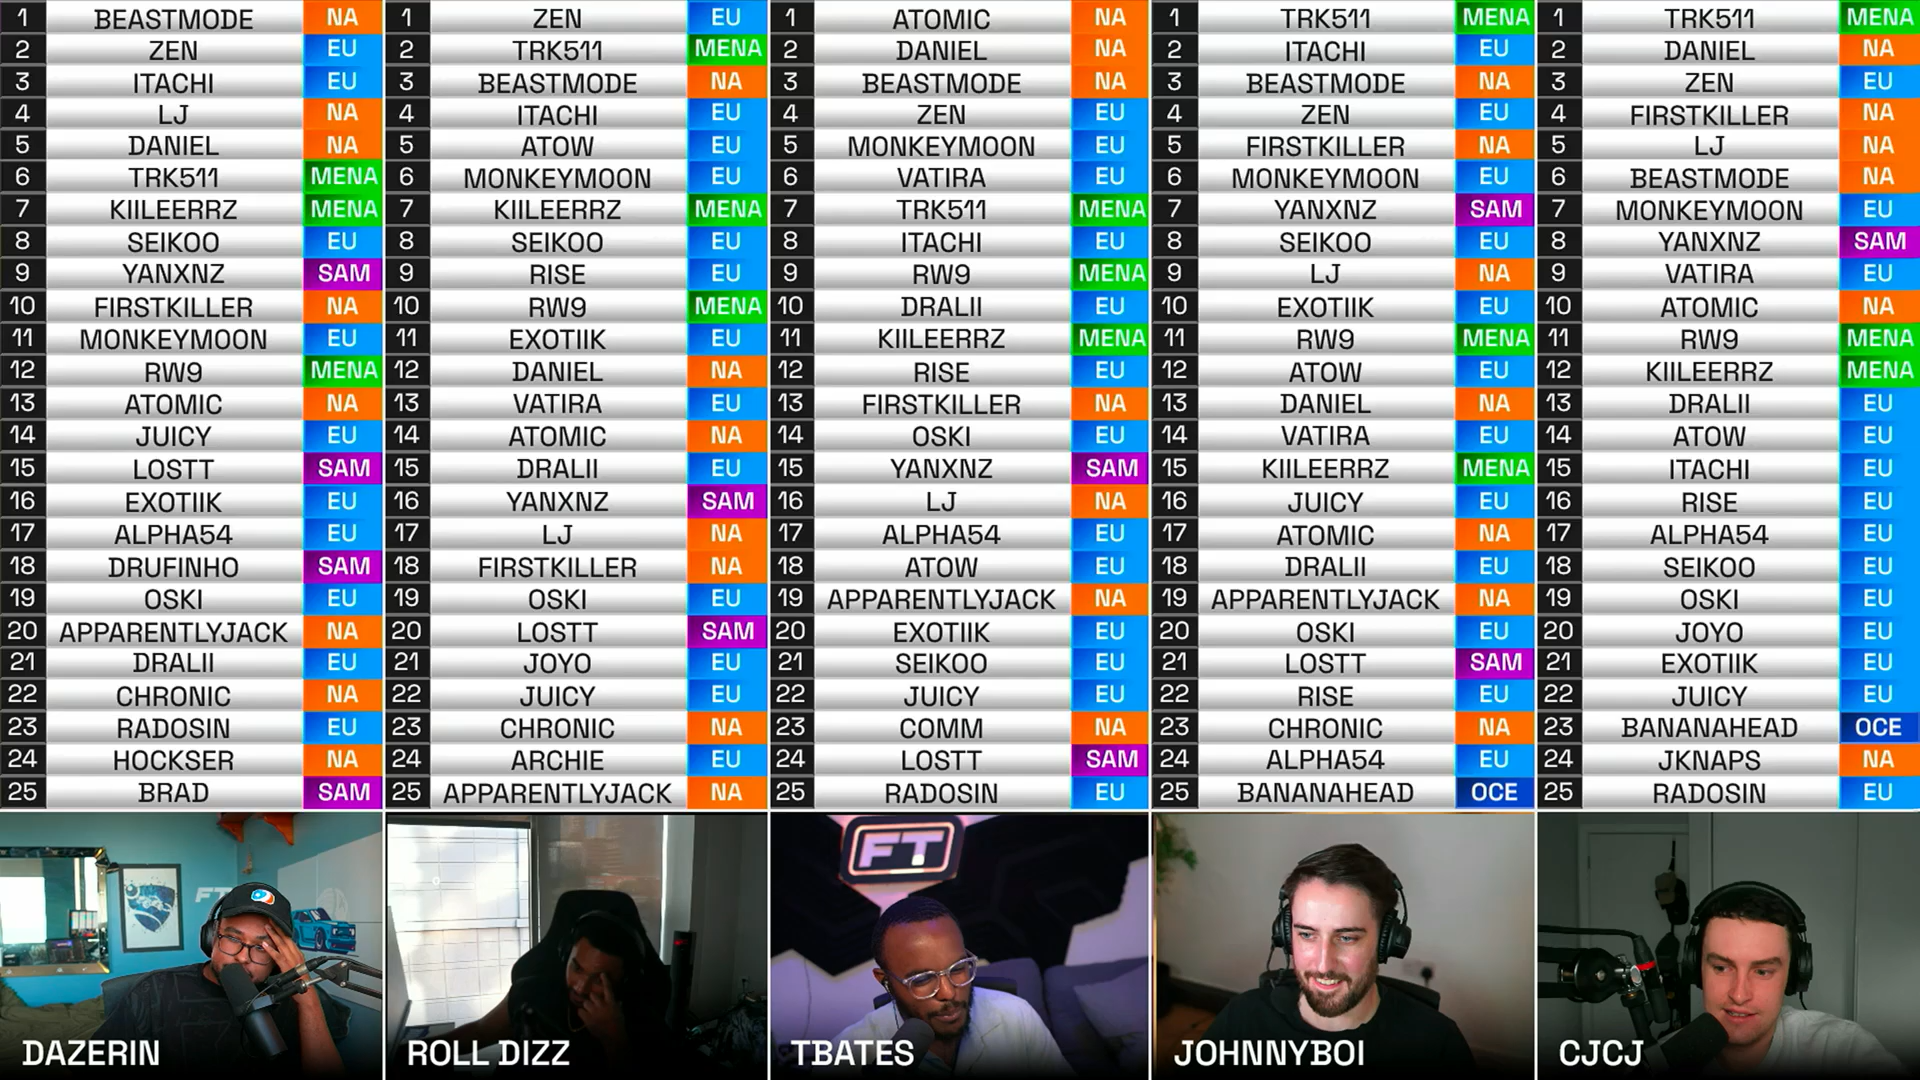 1 BEASTMODE NA
2 ZEN EU
3 ITACHI EU
4 LJ NA
5 DANIEL NA
6 TRK511 MENA
7 KIILEERRZ MENA
8 SEIKOO EU
9 YANXNZ SAM
10 FIRSTKILLER NA
11 MONKEYMOON EU
12 RW9 MENA
13 ATOMIC NA
14 JUICY EU
15 LOSTT SAM
16 EXOTIIK EU
17 ALPHA54 EU
18 DRUFINHO SAM
19 OSKI EU
20 APPARENTLYJACK NA
21 DRALII EU
22 CHRONIC NA
23 RADOSIN EU
24 HOCKSER NA
25 BRAD SAM
DAZERIN
1 ZEN EU
2 TRK511 MENA
3 BEASTMODE NA
4 ITACHI EU
5 ATOW EU
6 MONKEYMOON EU
7 KIILEERRZ MENA
8 SEIKOO EU
9 RISE EU
10 RW9 MENA
11 EXOTIIK EU
12 DANIEL NA
13 VATIRA EU
14 ATOMIC NA
15 DRALII EU
16 YANXNZ SAM
17 LJ NA
18 FIRSTKILLER NA
19 OSKI EU
20 LOSTT SAM
21 JOYO EU
22 JUICY EU
23 CHRONIC NA
24 ARCHIE EU
25 APPARENTLYJACK NA
ROLL DIZZ
1 ATOMIC NA
2 DANIEL NA
3 BEASTMODE NA
4 ZEN EU
5 MONKEYMOON EU
6 VATIRA EU
7 TRK511 MENA
8 ITACHI EU
9 RW9 MENA
10 DRALII EU
11 KIILEERRZ MENA
12 RISE EU
13 FIRSTKILLER NA
14 OSKI EU
15 YANXNZ SAM
16 LJ NA
17 ALPHA54 EU
18 ATOW EU
19 APPARENTLYJACK NA
20 EXOTIIK EU
21 SEIKOO EU
22 JUICY EU
23 COMM NA
24 LOSTT SAM
25 RADOSIN EU
FT
TBATES
1 TRK511 MENA
2 ITACHI EU
3 BEASTMODE NA
4 ZEN EU
5 FIRSTKILLER NA
6 MONKEYMOON EU
7 YANXNZ SAM
8 SEIKOO EU
9 LJ NA
10 EXOTIIK EU
11 RW9 MENA
12 ATOW EU
13 DANIEL NA
14 VATIRA EU
15 KIILEERRZ MENA
16 JUICY EU
17 ATOMIC NA
18 DRALII EU
19 APPARENTLYJACK NA
20 OSKI EU
21 LOSTT SAM
22 RISE EU
23 CHRONIC NA
24 ALPHA54 EU
25 BANANAHEAD OCE
JOHNNYBOI
1 TRK511 MENA
2 DANIEL NA
3 ZEN EU
4 FIRSTKILLER NA
5 LJ NA
6 BEASTMODE NA
7 MONKEYMOON EU
8 YANXNZ SAM
9 VATIRA EU
10 ATOMIC NA
11 RW9 MENA
12 KIILEERRZ MENA
13 DRALII EU
14 ATOW EU
15 ITACHI EU
16 RISE EU
17 ALPHA54 EU
18 SEIKOO EU
19 OSKI EU
20 JOYO EU
21 EXOTIIK EU
22 JUICY EU
23 BANANAHEAD OCE
24 JKNAPS NA
25 RADOSIN EU
CJCJ